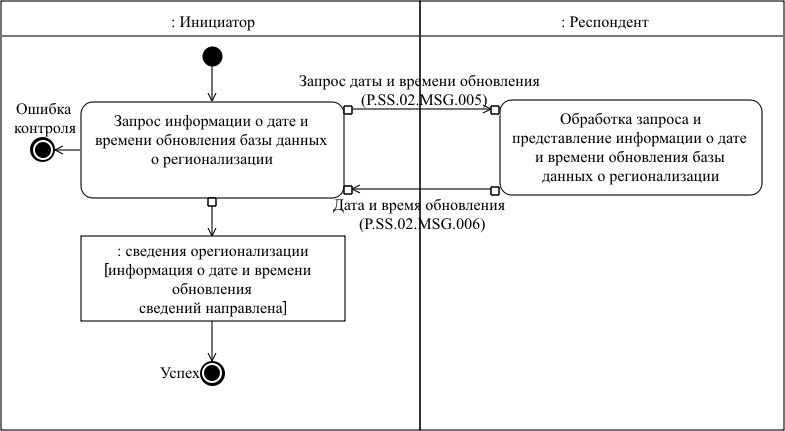 : Инициатор
: Респондент
Запрос даты и времени обновления
(P.SS.02.MSG.005)
Ошибка
контроля
Запрос информации о дате и
времени обновления базы данных
о регионализации
Обработка запроса и
представление информации о дате
и времени обновления базы
данных о регионализации
Дата и время обновления
(P.SS.02.MSG.006)
: сведения орегионализации
[информация о дате и времени
обновления
сведений направлена]
Успех